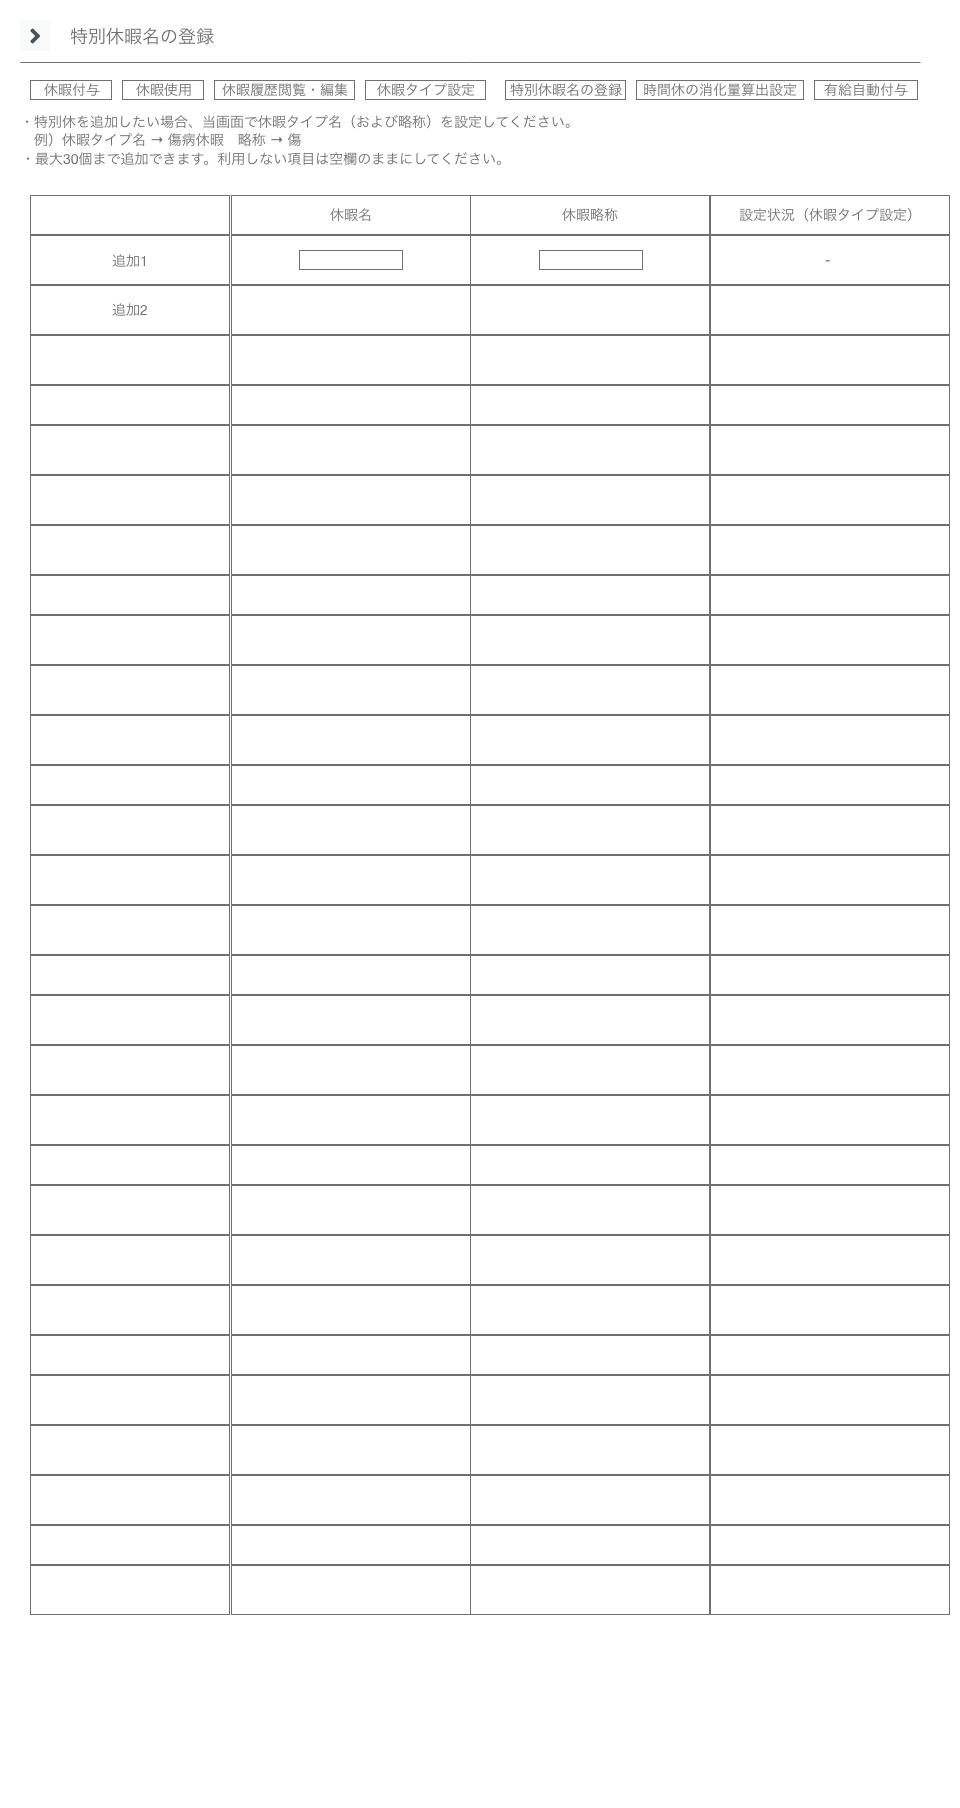 特別休暇名の登録
休暇付与 休暇使用 休暇履歴閲覧・編集 休暇タイプ設定 特別休暇名の登録 時間休の消化量算出設定 有給自動付与
・特別休を追加したい場合、当画面で休暇タイプ名（および略称）を設定してください。
例）休暇タイプ名 → 傷病休暇　略称 → 傷
・最大30個まで追加できます。利用しない項目は空欄のままにしてください。
休暇名 休暇略称 設定状況（休暇タイプ設定）
追加1 -
追加2